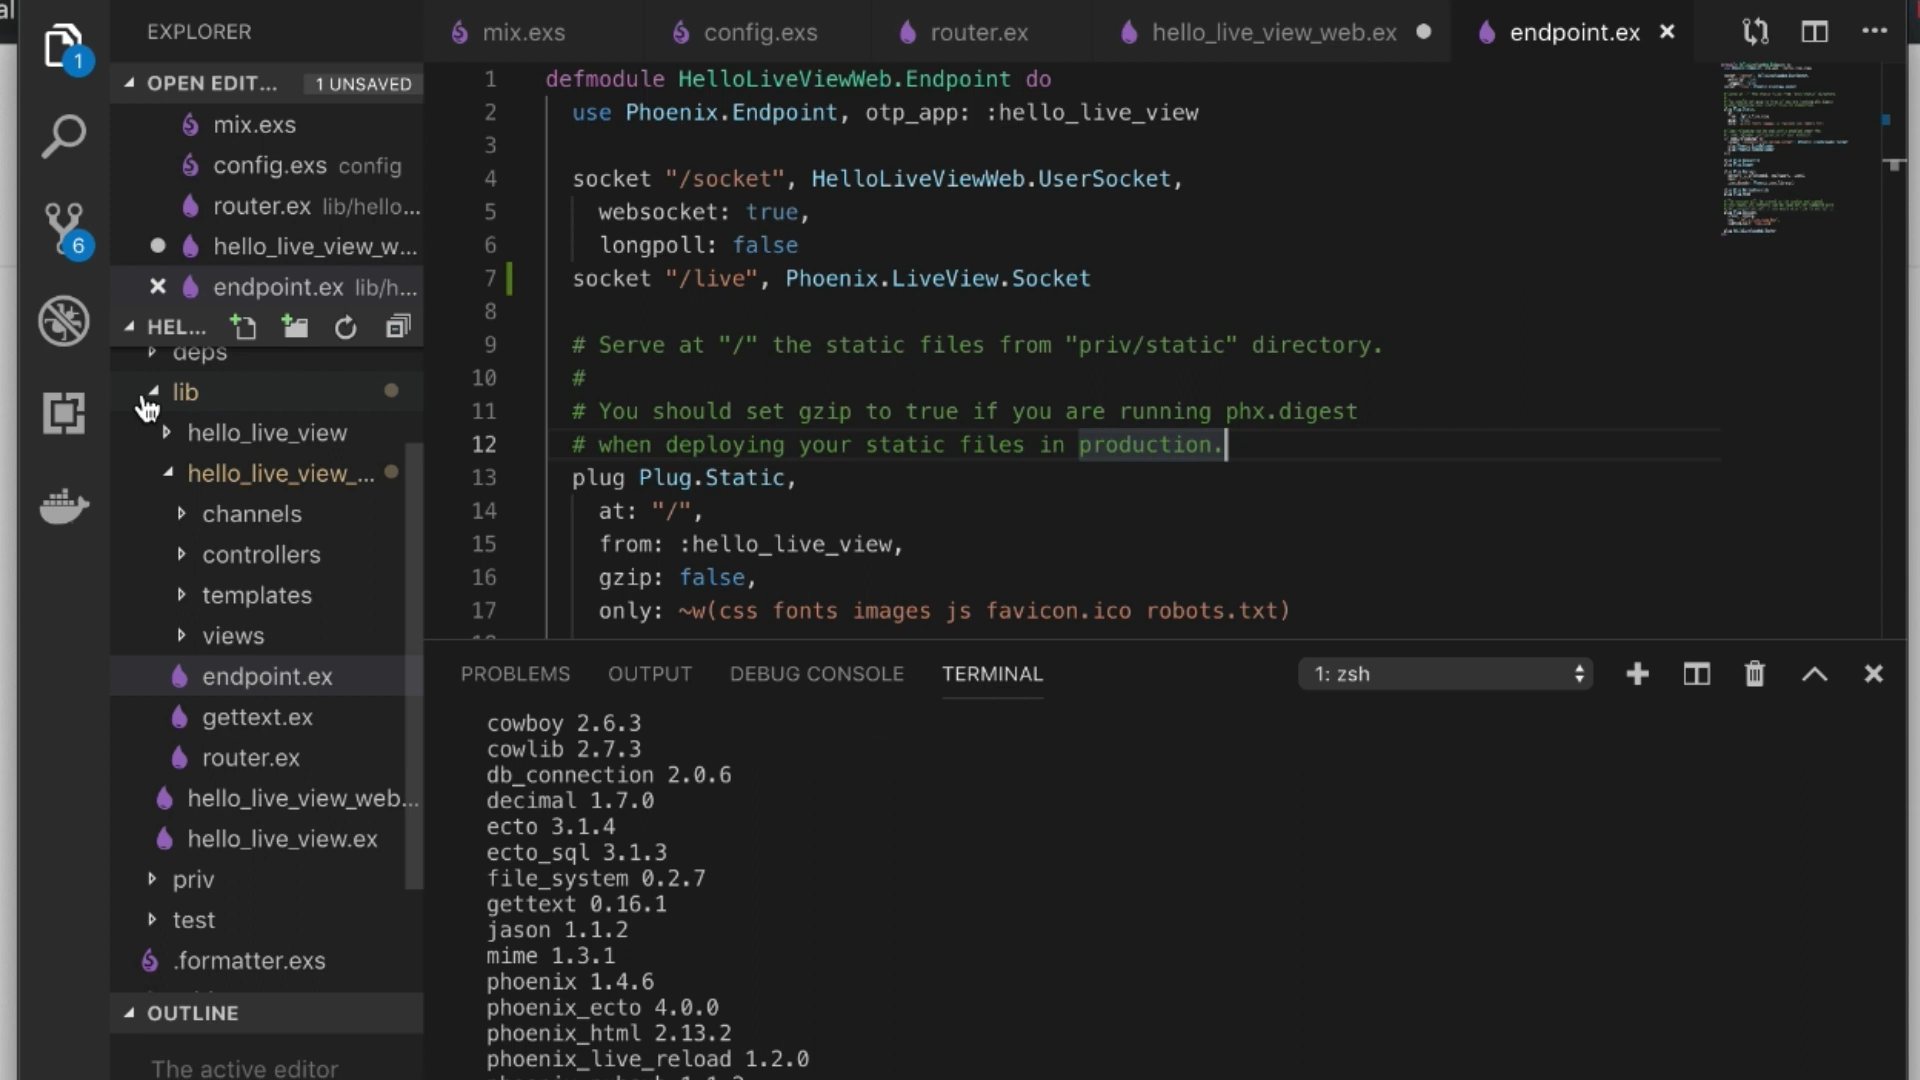 al
EXPLORER
1
OPEN EDIT... 1 UNSAVED
mix.exs
config.exs config
router.ex lib/hello...
hello_live_view_w...
endpoint.ex lib/h...
6
HEL...
deps
lib
hello_live_view
hello_live_view_...
channels
controllers
templates
views
endpoint.ex
gettext.ex
router.ex
hello_live_view_web...
hello_live_view.ex
priv
test
.formatter.exs
OUTLINE
The active editor
mix.exs config.exs router.ex hello_live_view_web.ex endpoint.ex
1 defmodule HelloLiveViewWeb.Endpoint do
2 use Phoenix.Endpoint, otp_app: :hello_live_view
3
4 socket "/socket", HelloLiveViewWeb.UserSocket,
5 websocket: true,
6 longpoll: false
7 socket "/live", Phoenix.LiveView.Socket
8
9 # Serve at "/" the static files from "priv/static" directory.
10 #
11 # You should set gzip to true if you are running phx.digest
12 # when deploying your static files in production.
13 plug Plug.Static,
14 at: "/",
15 from: :hello_live_view,
16 gzip: false,
17 only: ~w(css fonts images js favicon.ico robots.txt)
PROBLEMS OUTPUT DEBUG CONSOLE TERMINAL 1: zsh
cowboy 2.6.3
cowlib 2.7.3
db_connection 2.0.6
decimal 1.7.0
ecto 3.1.4
ecto_sql 3.1.3
file_system 0.2.7
gettext 0.16.1
jason 1.1.2
mime 1.3.1
phoenix 1.4.6
phoenix_ecto 4.0.0
phoenix_html 2.13.2
phoenix_live_reload 1.2.0